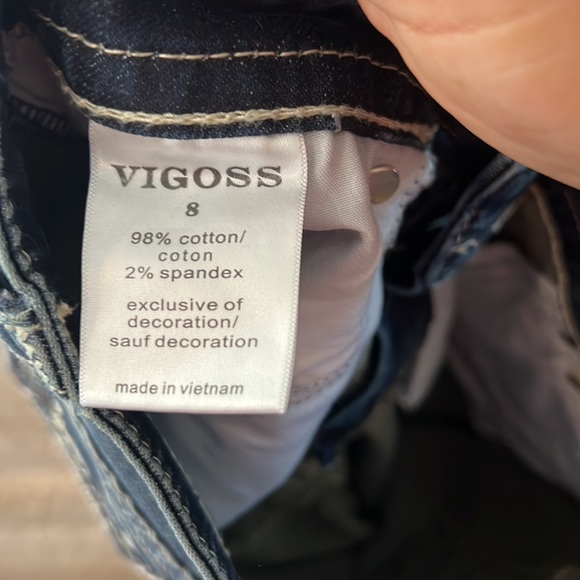 VIGOSS
8
98% cotton/
coton
2% spandex
exclusive of
decoration/
sauf decoration
made in vietnam